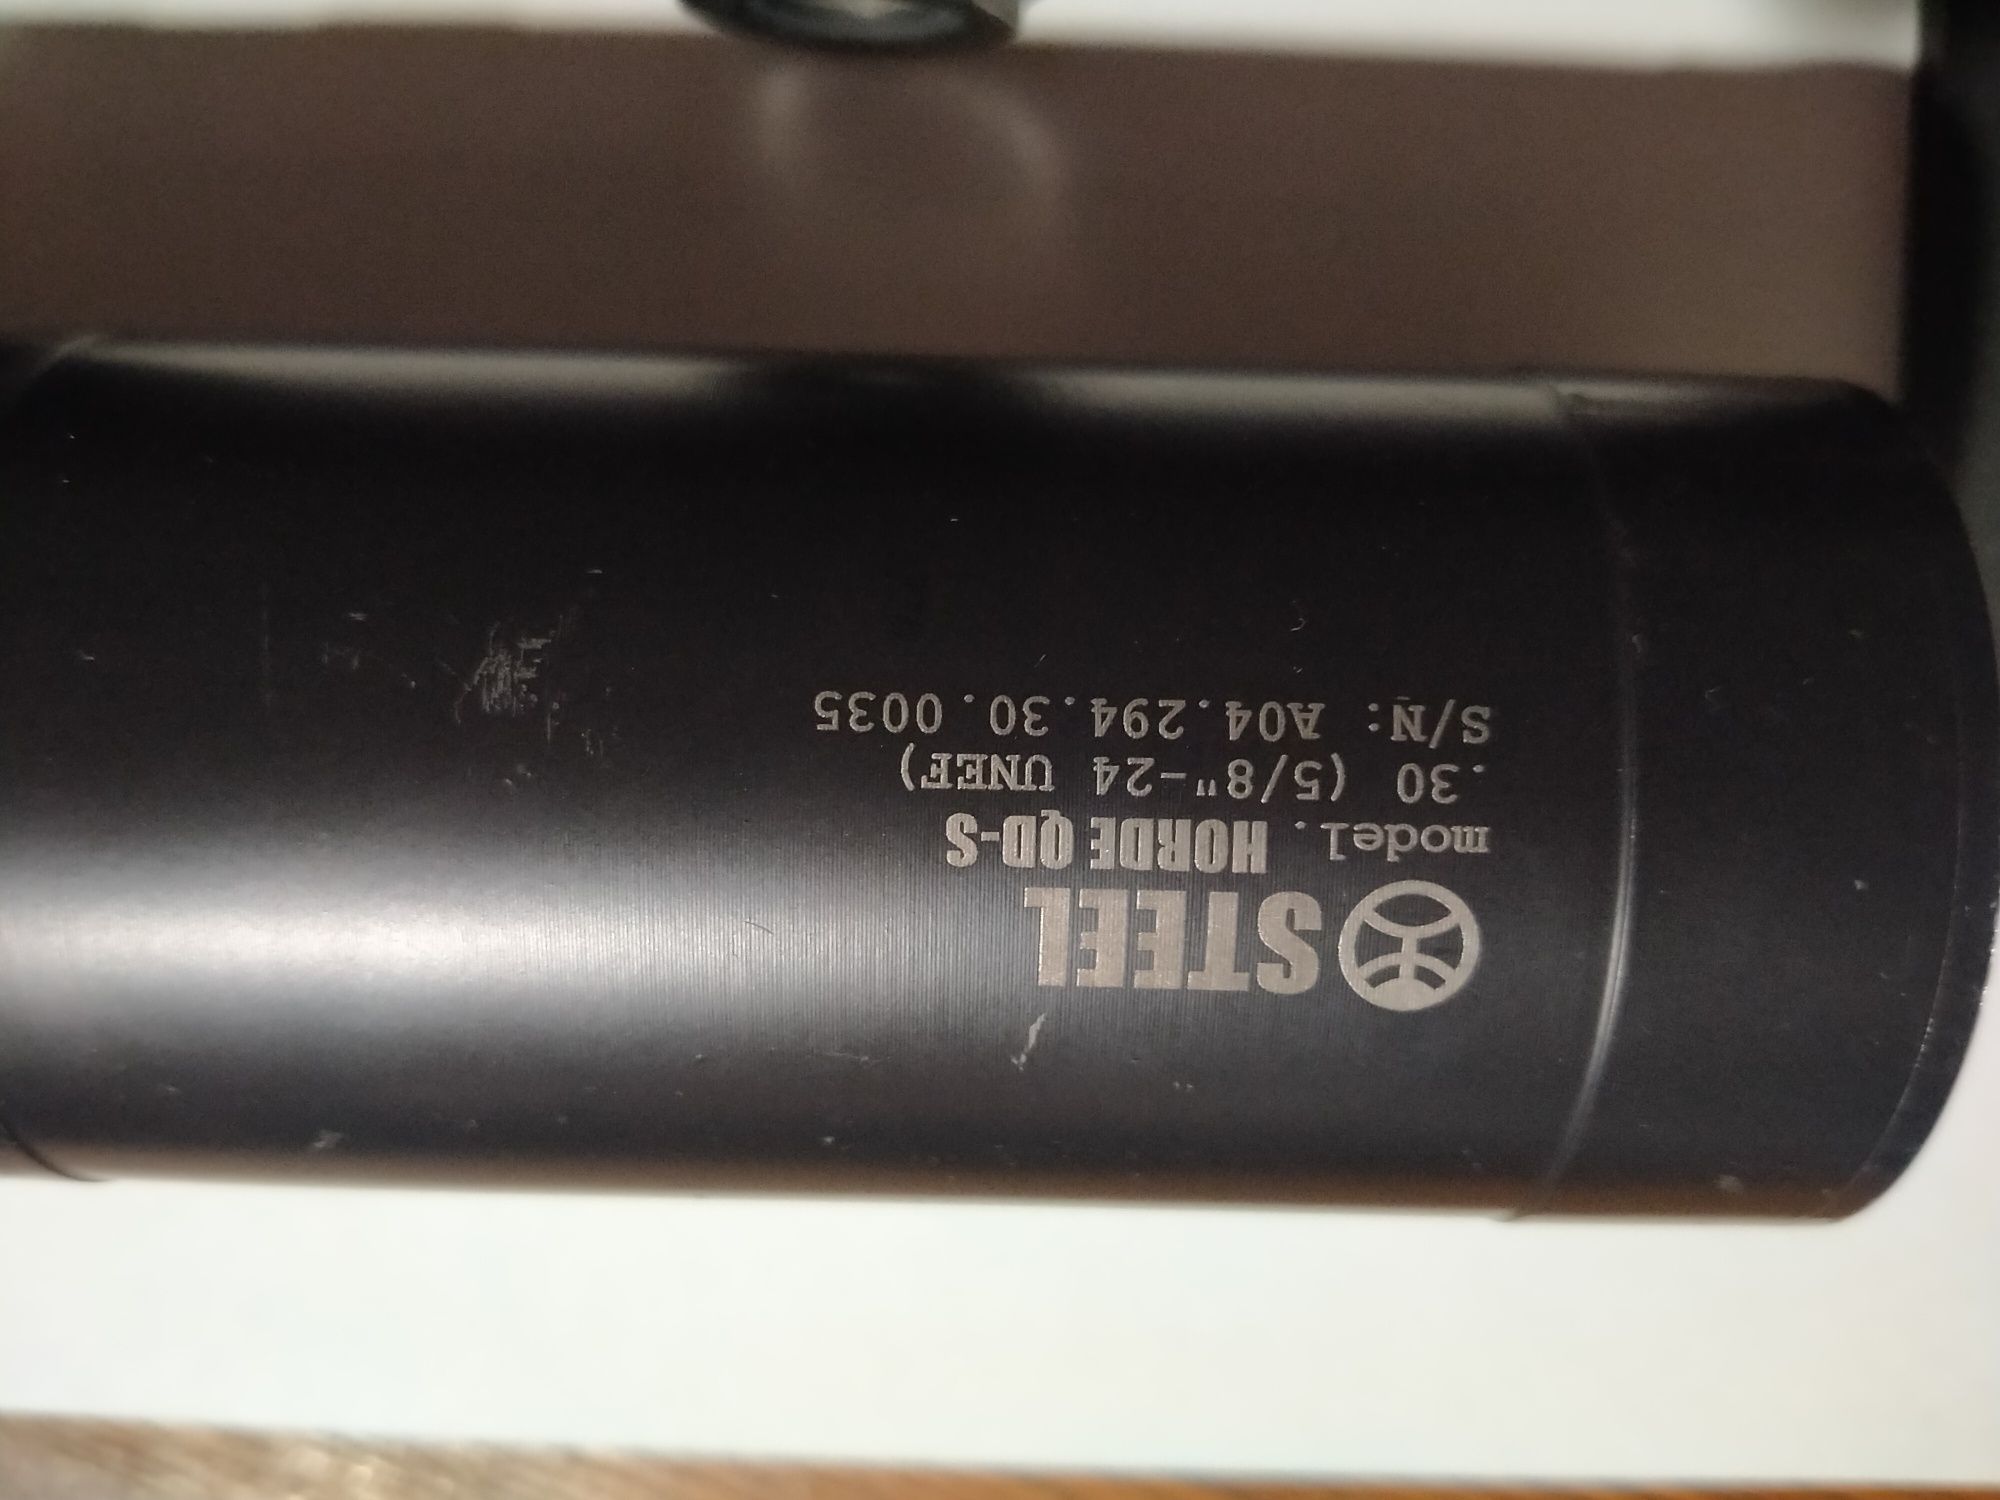 STEEL
model. HORDE QD-S
.30 (5/8"-24 UNEF)
S/N: A04.294.30.0035